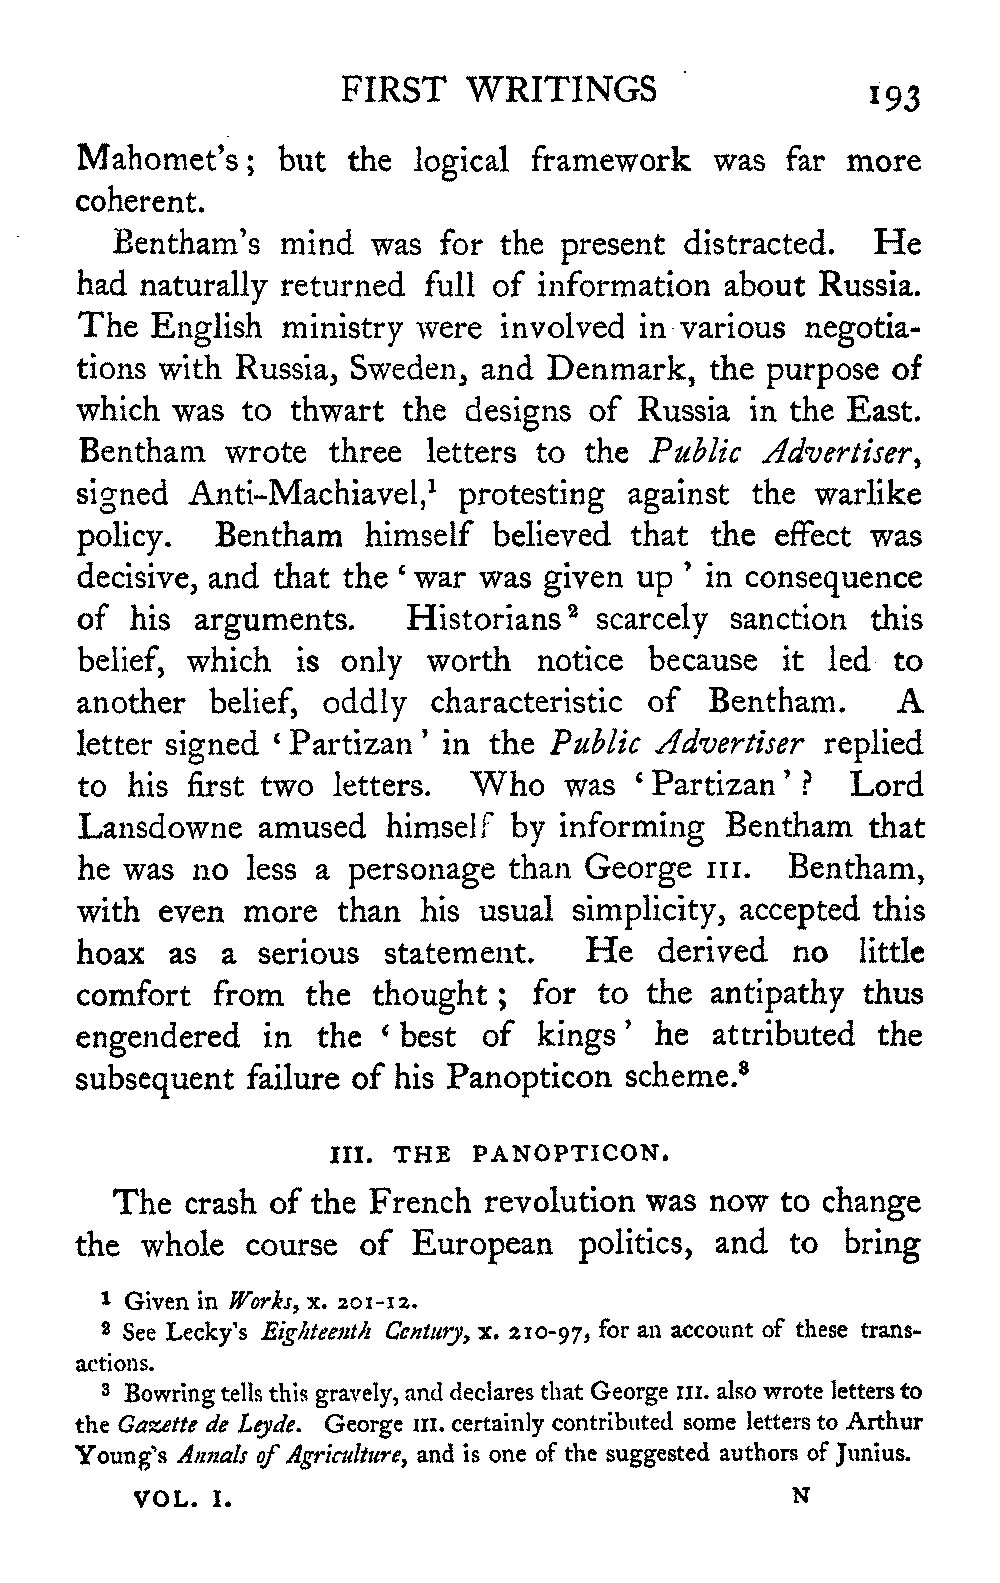 FIRST WRITINGS 193
Mahomet's; but the logical framework was far more
coherent.
Bentham's mind was for the present distracted. He
had naturally returned full of information about Russia.
The English ministry were involved in various negotia-
tions with Russia, Sweden, and Denmark, the purpose of
which was to thwart the designs of Russia in the East.
Bentham wrote three letters to the Public Advertiser,
signed Anti-Machiavel,¹ protesting against the warlike
policy. Bentham himself believed that the effect was
decisive, and that the ‘war was given up’ in consequence
of his arguments. Historians² scarcely sanction this
belief, which is only worth notice because it led to
another belief, oddly characteristic of Bentham. A
letter signed ‘Partizan’ in the Public Advertiser replied
to his first two letters. Who was ‘Partizan’? Lord
Lansdowne amused himself by informing Bentham that
he was no less a personage than George III. Bentham,
with even more than his usual simplicity, accepted this
hoax as a serious statement. He derived no little
comfort from the thought; for to the antipathy thus
engendered in the ‘best of kings’ he attributed the
subsequent failure of his Panopticon scheme.³
III. THE PANOPTICON.
The crash of the French revolution was now to change
the whole course of European politics, and to bring
¹ Given in Works, x. 201-12.
² See Lecky's Eighteenth Century, x. 210-97, for an account of these trans-
actions.
³ Bowring tells this gravely, and declares that George III. also wrote letters to
the Gazette de Leyde. George III. certainly contributed some letters to Arthur
Young's Annals of Agriculture, and is one of the suggested authors of Junius.
VOL. I. N